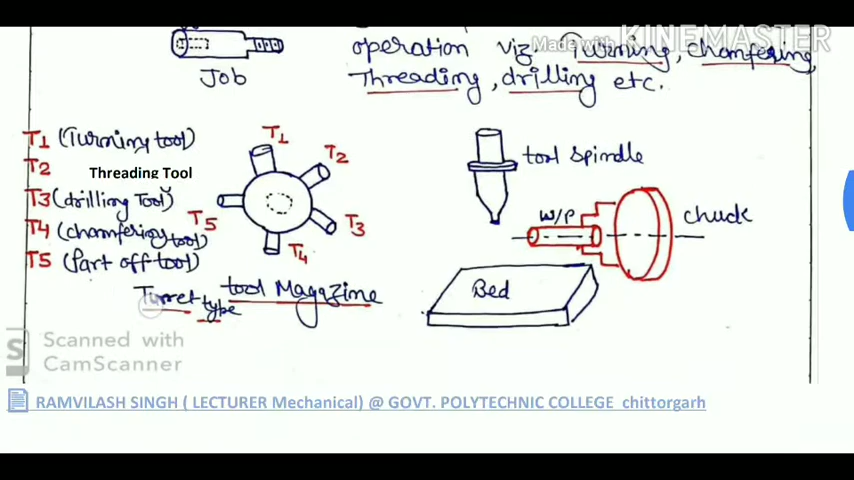 operation viz. Turning, chamfering,
Made with KINEMASTER
Threading, drilling etc.
Job
T1 (Turning tool)
T2 Threading Tool
T3 (drilling Tool)
T4 (chamfering tool)
T5 (Part off tool)
T1
T2
T3
T4
T5
Turret type tool Magazine
tool spindle
W/P
chuck
Bed
S Scanned with
CamScanner
RAMVILASH SINGH ( LECTURER Mechanical) @ GOVT. POLYTECHNIC COLLEGE chittorgarh